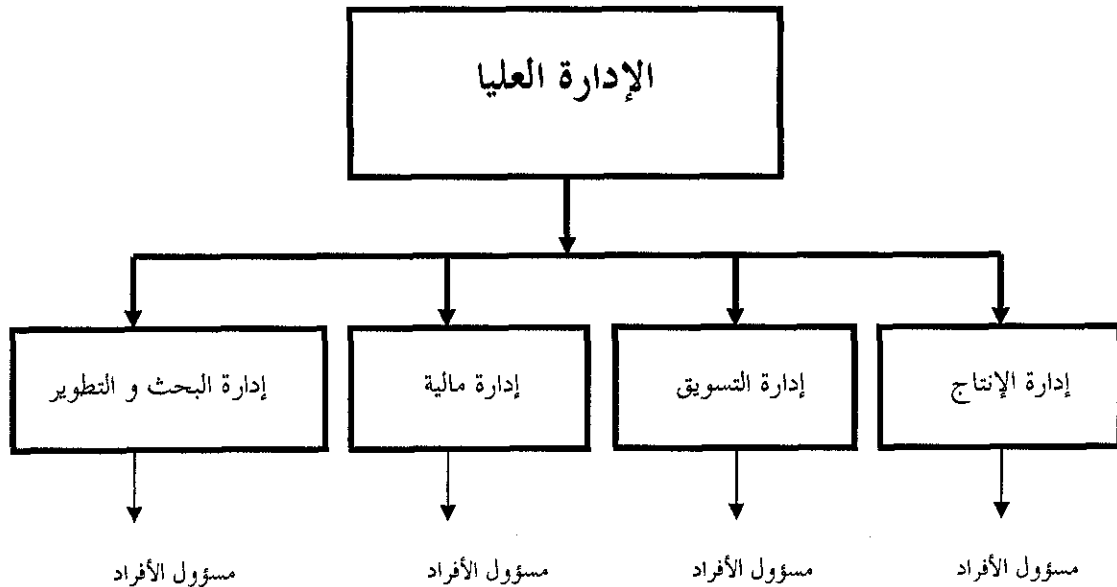 الإدارة العليا
إدارة الإنتاج
إدارة التسويق
إدارة مالية
إدارة البحث و التطوير
مسؤول الأفراد
مسؤول الأفراد
مسؤول الأفراد
مسؤول الأفراد